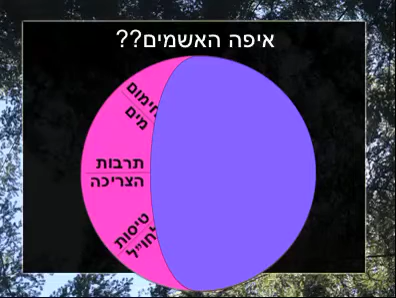 איפה האשמים??
חימום
מים
תרבות
הצריכה
טיסות
לחו״ל